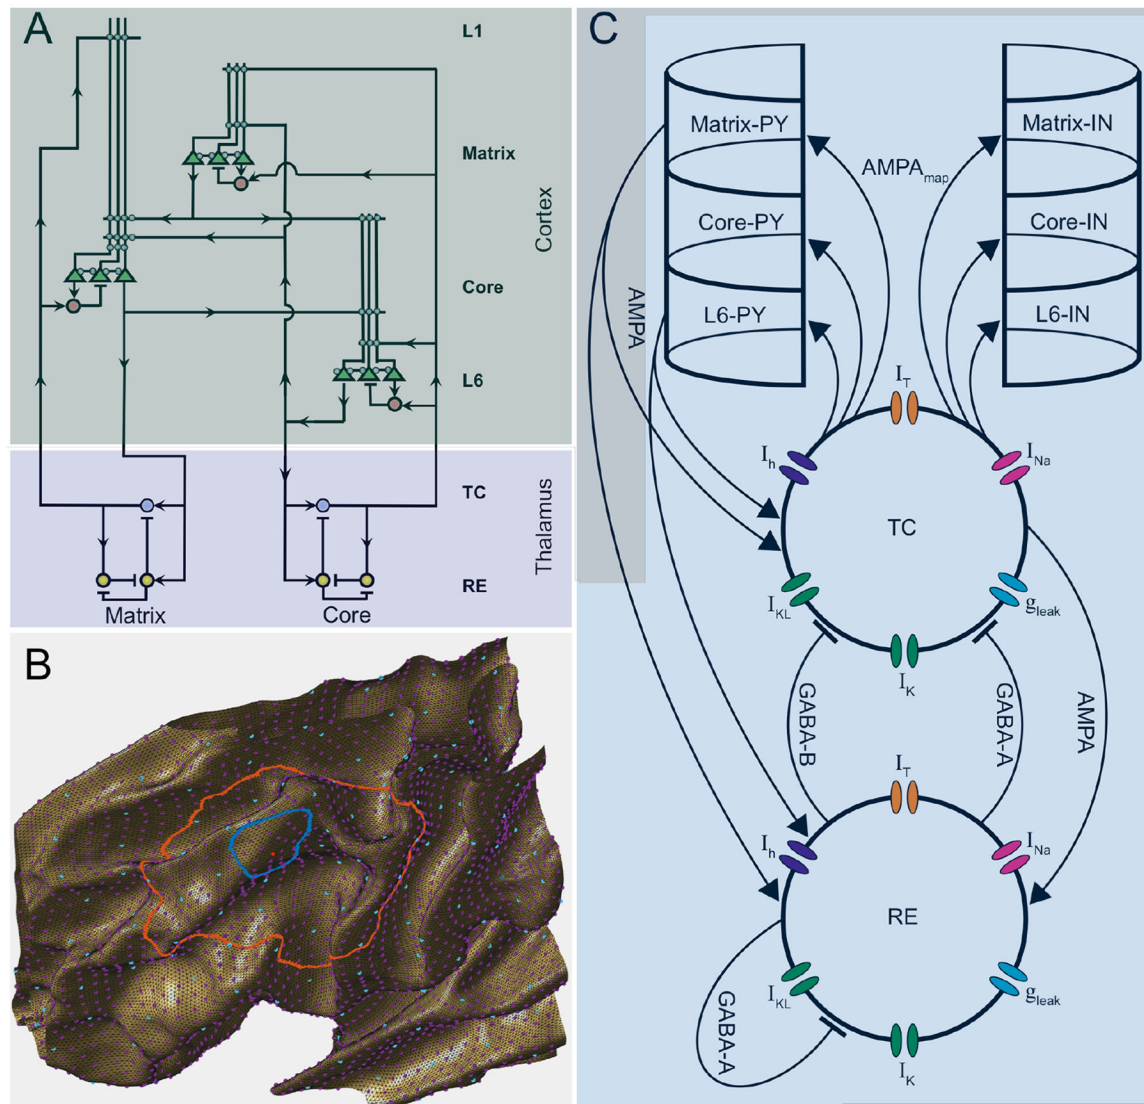 A
L1
Matrix
Cortex
Core
L6
TC
Thalamus
RE
Matrix
Core
B
C
Matrix-PY
Matrix-IN
AMPAmap
Core-PY
Core-IN
AMPA
L6-PY
L6-IN
IT
Ih
INa
TC
IKL
gleak
IK
GABA-B
GABA-A
AMPA
IT
Ih
INa
RE
IKL
gleak
GABA-A
IK